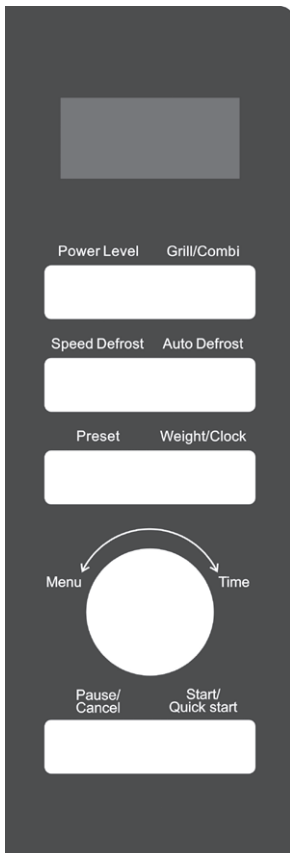 Power Level Grill/Combi
Speed Defrost Auto Defrost
Preset Weight/Clock
Menu Time
Pause/ Start/
Cancel Quick start